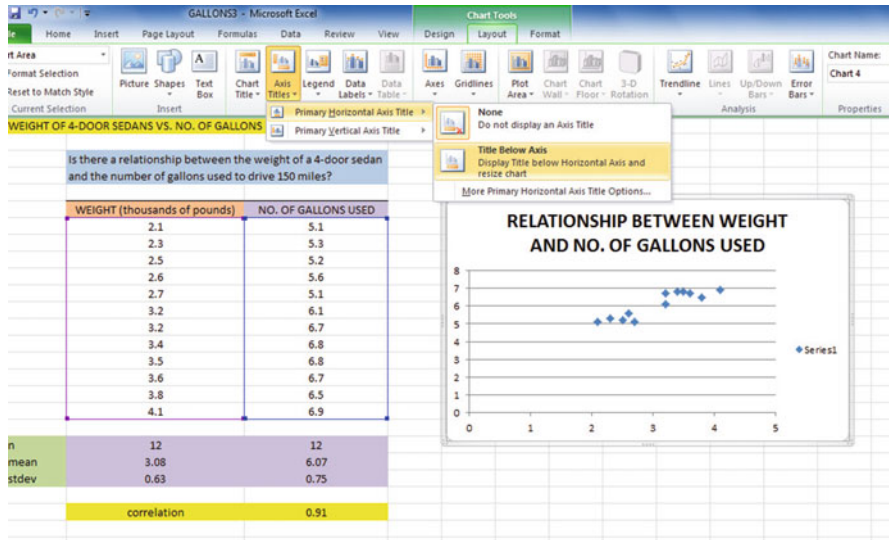 GALLONS3 - Microsoft Excel
Chart Tools
Home Insert Page Layout Formulas Data Review View Design Layout Format
Format Selection
Reset to Match Style
Current Selection
Picture Shapes Text Box
Insert
Chart Title Axis Titles Legend Data Labels Data Table
Axes Gridlines
Plot Area Chart Wall Chart Floor 3-D Rotation
Trendline Lines Up/Down Bars Error Bars
Analysis
Chart Name:
Chart 4
Properties
Primary Horizontal Axis Title
Primary Vertical Axis Title
None
Do not display an Axis Title
Title Below Axis
Display Title below Horizontal Axis and
resize chart
More Primary Horizontal Axis Title Options...
WEIGHT OF 4-DOOR SEDANS VS. NO. OF GALLONS
Is there a relationship between the weight of a 4-door sedan
and the number of gallons used to drive 150 miles?
WEIGHT (thousands of pounds) NO. OF GALLONS USED
2.1 5.1
2.3 5.3
2.5 5.2
2.6 5.6
2.7 5.1
3.2 6.1
3.2 6.7
3.4 6.8
3.5 6.8
3.6 6.7
3.8 6.5
4.1 6.9
n 12 12
mean 3.08 6.07
stdev 0.63 0.75
correlation 0.91
RELATIONSHIP BETWEEN WEIGHT
AND NO. OF GALLONS USED
8
7
6
5
4
3
2
1
0
0 1 2 3 4 5
Series1